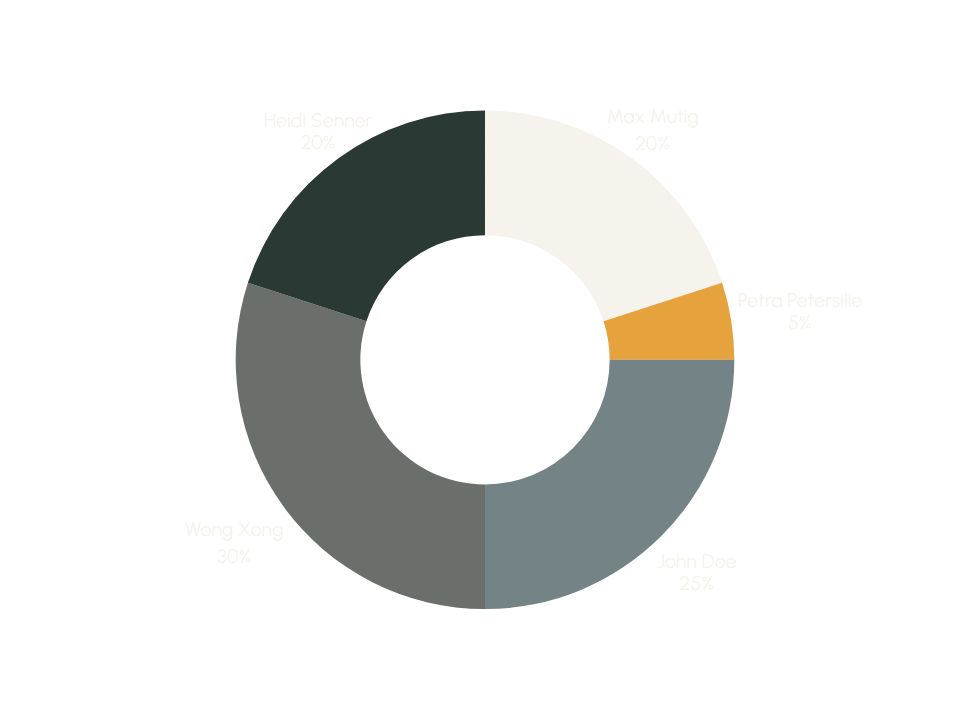 Heidi Senner
20%
Max Mutig
20%
Petra Petersilie
5%
Wong Xong
30%
John Doe
25%